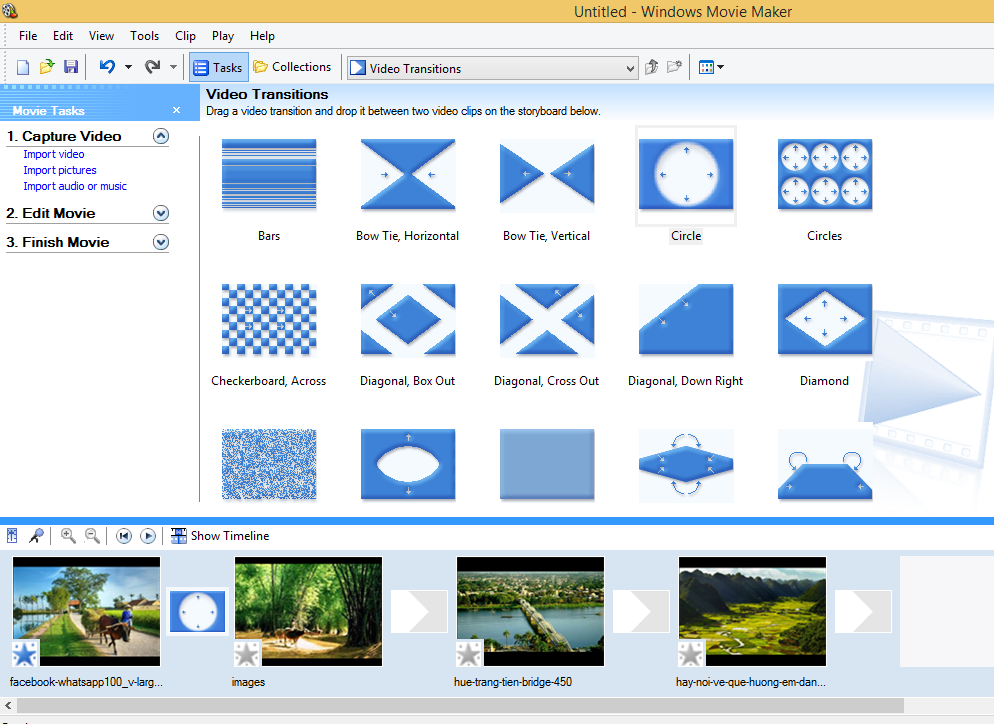 Untitled - Windows Movie Maker
File Edit View Tools Clip Play Help
Tasks Collections Video Transitions
Movie Tasks
1. Capture Video
Import video
Import pictures
Import audio or music
2. Edit Movie
3. Finish Movie
Video Transitions
Drag a video transition and drop it between two video clips on the storyboard below.
Bars Bow Tie, Horizontal Bow Tie, Vertical Circle Circles
Checkerboard, Across Diagonal, Box Out Diagonal, Cross Out Diagonal, Down Right Diamond
Show Timeline
facebook-whatsapp100_v-larg... images hue-trang-tien-bridge-450 hay-noi-ve-que-huong-em-dan...